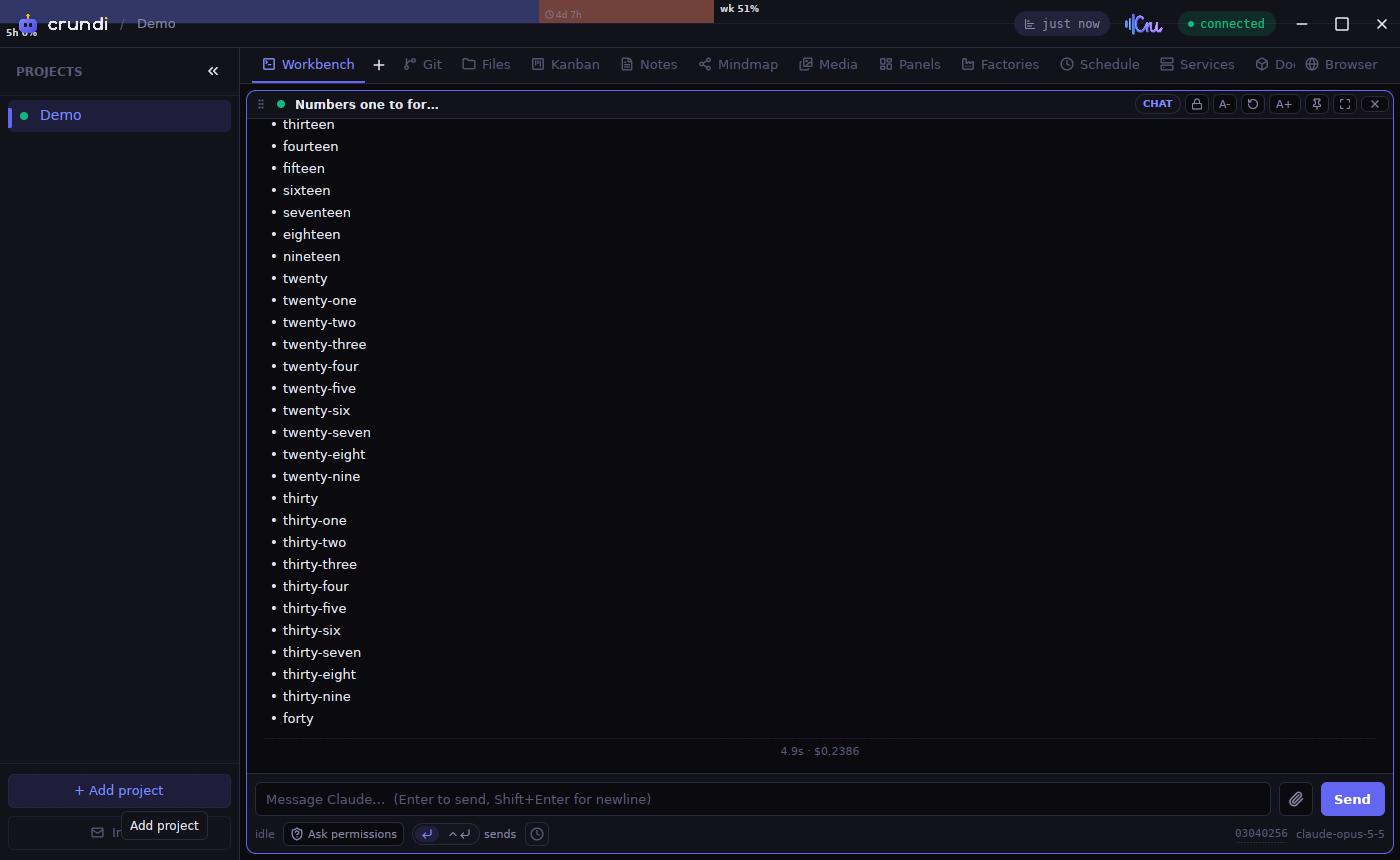 4d 7h
wk 51%
5h
crundi / Demo
just now
Cru
connected
PROJECTS
Workbench
Git
Files
Kanban
Notes
Mindmap
Media
Panels
Factories
Schedule
Services
Browser
Demo
Numbers one to for…
CHAT
A-
A+
• thirteen
• fourteen
• fifteen
• sixteen
• seventeen
• eighteen
• nineteen
• twenty
• twenty-one
• twenty-two
• twenty-three
• twenty-four
• twenty-five
• twenty-six
• twenty-seven
• twenty-eight
• twenty-nine
• thirty
• thirty-one
• thirty-two
• thirty-three
• thirty-four
• thirty-five
• thirty-six
• thirty-seven
• thirty-eight
• thirty-nine
• forty
4.9s · $0.2386
+ Add project
Add project
Message Claude… (Enter to send, Shift+Enter for newline)
Send
idle
Ask permissions
sends
03040256
claude-opus-5-5